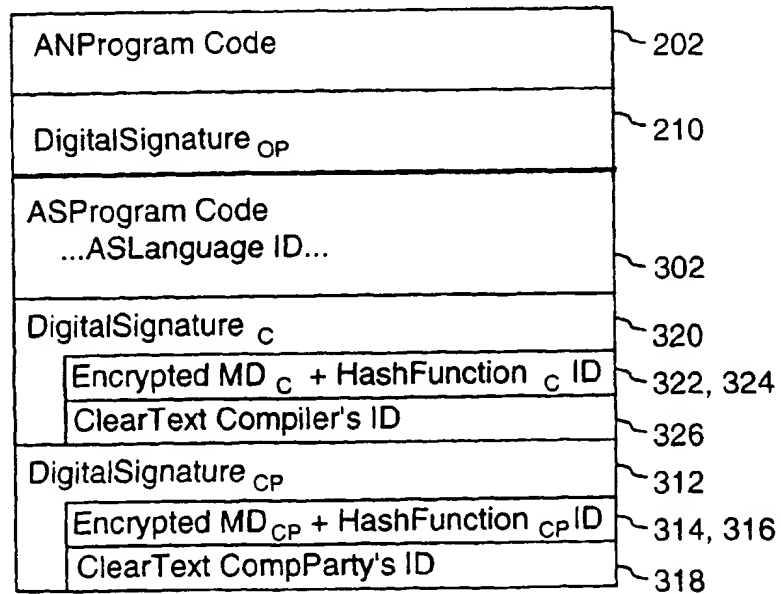 ANProgram Code 202
DigitalSignature OP 210
ASProgram Code
...ASLanguage ID... 302
DigitalSignature C 320
Encrypted MD C + HashFunction C ID 322, 324
ClearText Compiler's ID 326
DigitalSignature CP 312
Encrypted MD CP + HashFunction CP ID 314, 316
ClearText CompParty's ID 318